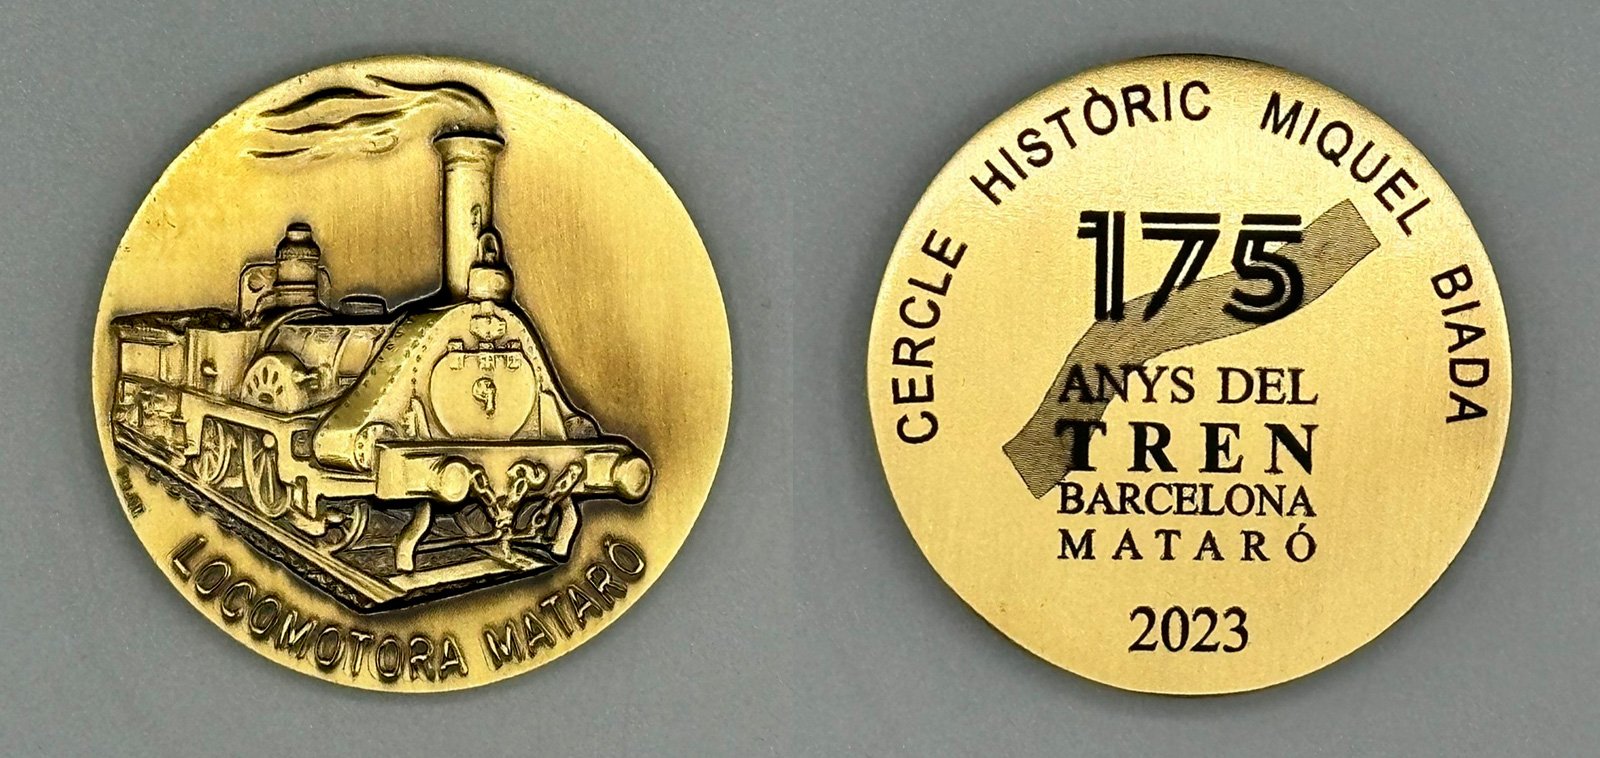 LOCOMOTORA MATARÓ
CERCLE HISTÒRIC MIQUEL BIADA
175
ANYS DEL
TREN
BARCELONA
MATARÓ
2023